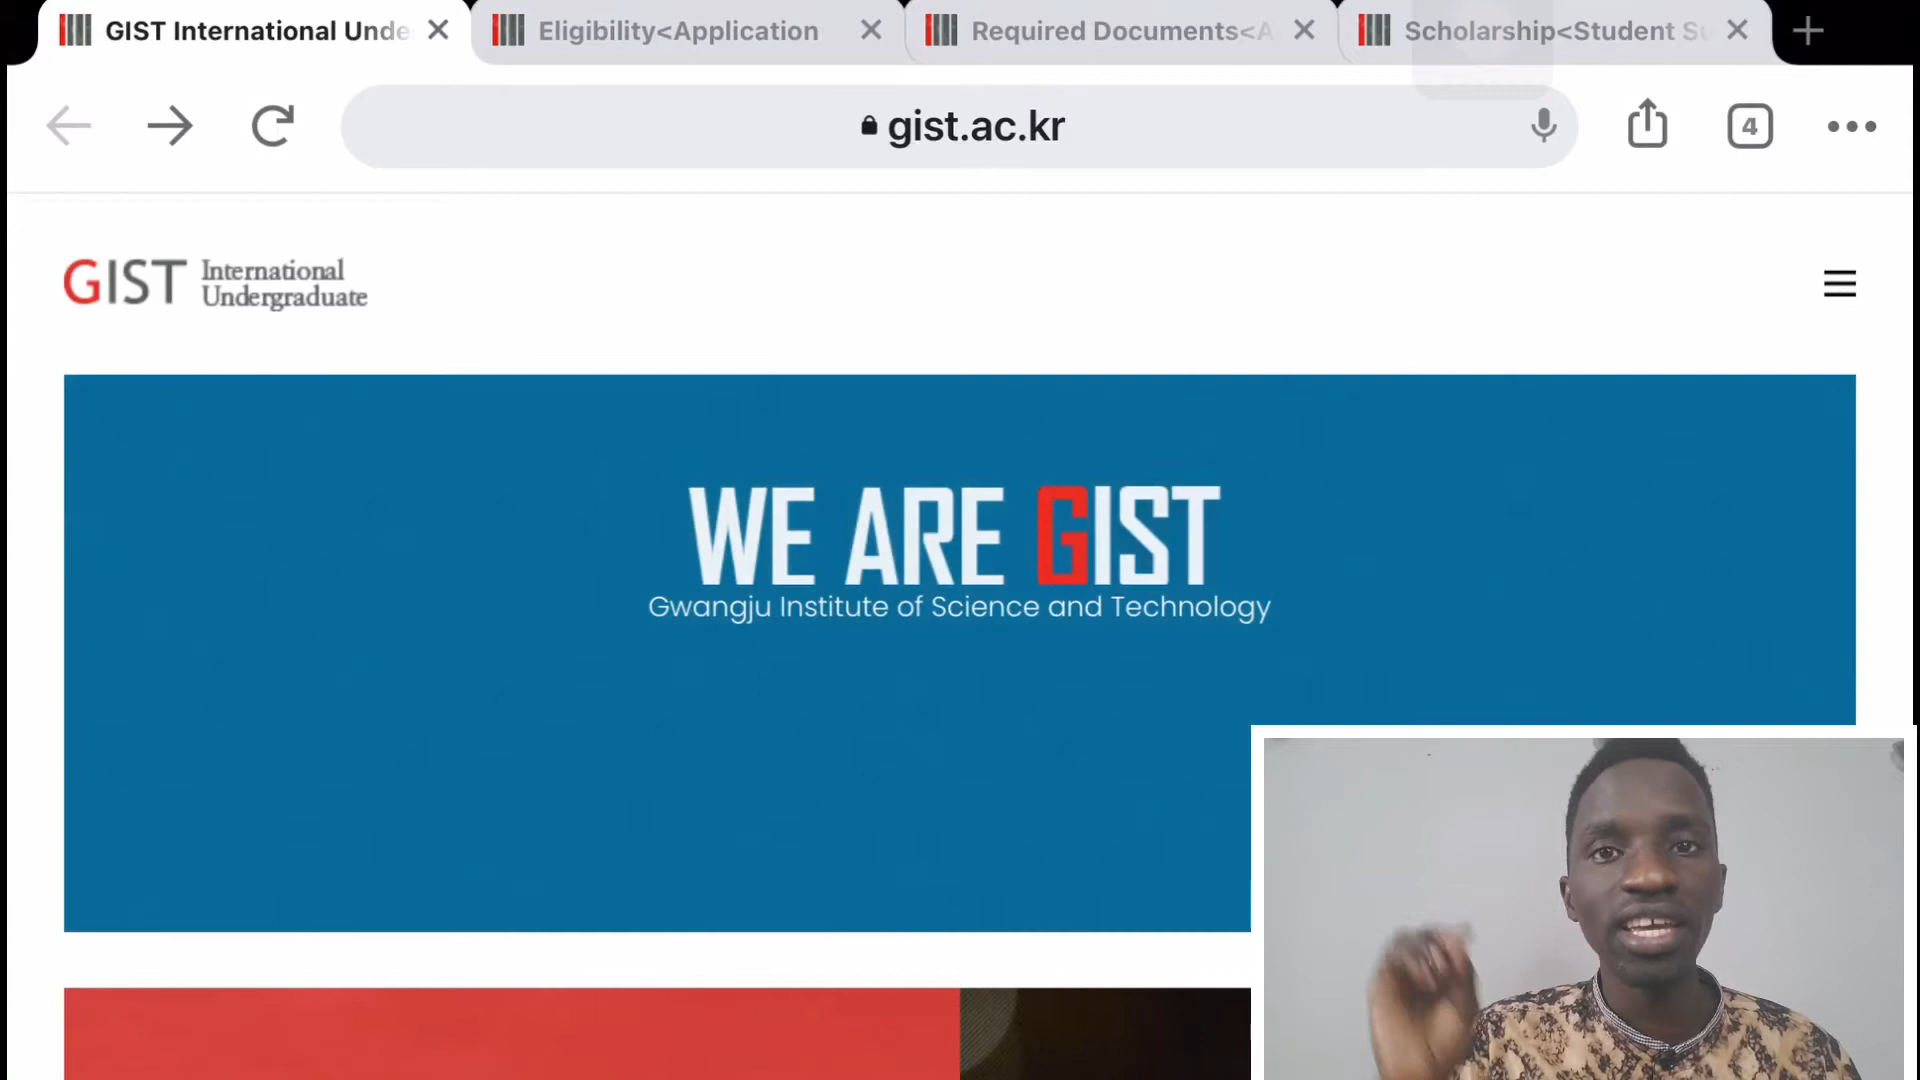 GIST International Unde
Eligibility<Application
Required Documents<A
Scholarship<Student Su
gist.ac.kr
4
GIST International
Undergraduate
WE ARE GIST
Gwangju Institute of Science and Technology